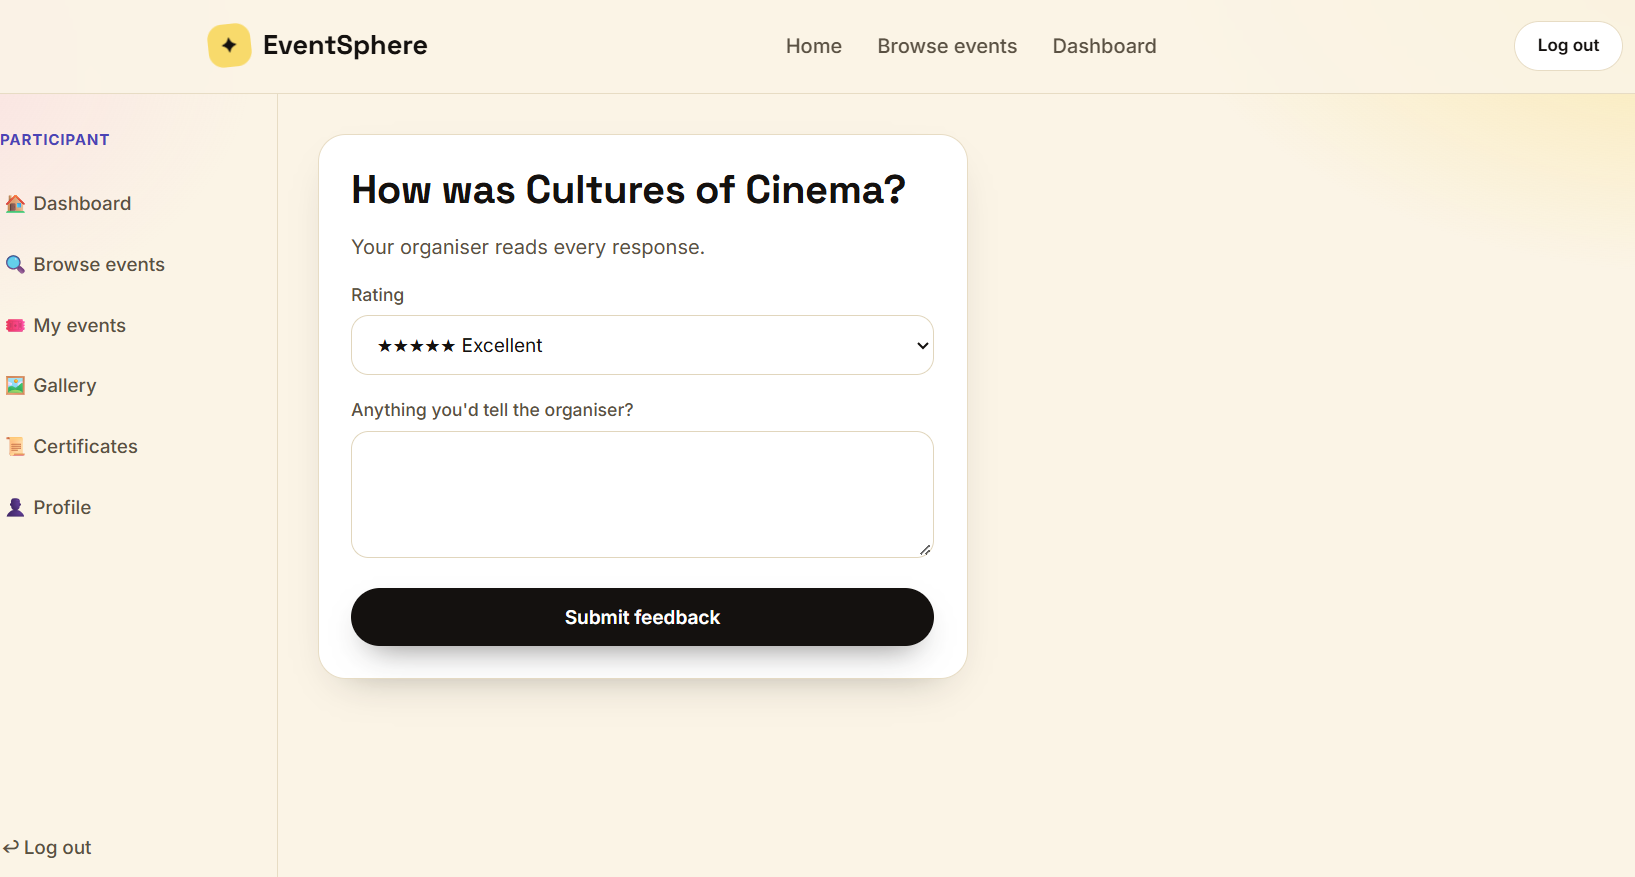 EventSphere
Home
Browse events
Dashboard
Log out
PARTICIPANT
Dashboard
Browse events
My events
Gallery
Certificates
Profile
Log out
How was Cultures of Cinema?
Your organiser reads every response.
Rating
★★★★★ Excellent
Anything you'd tell the organiser?
Submit feedback